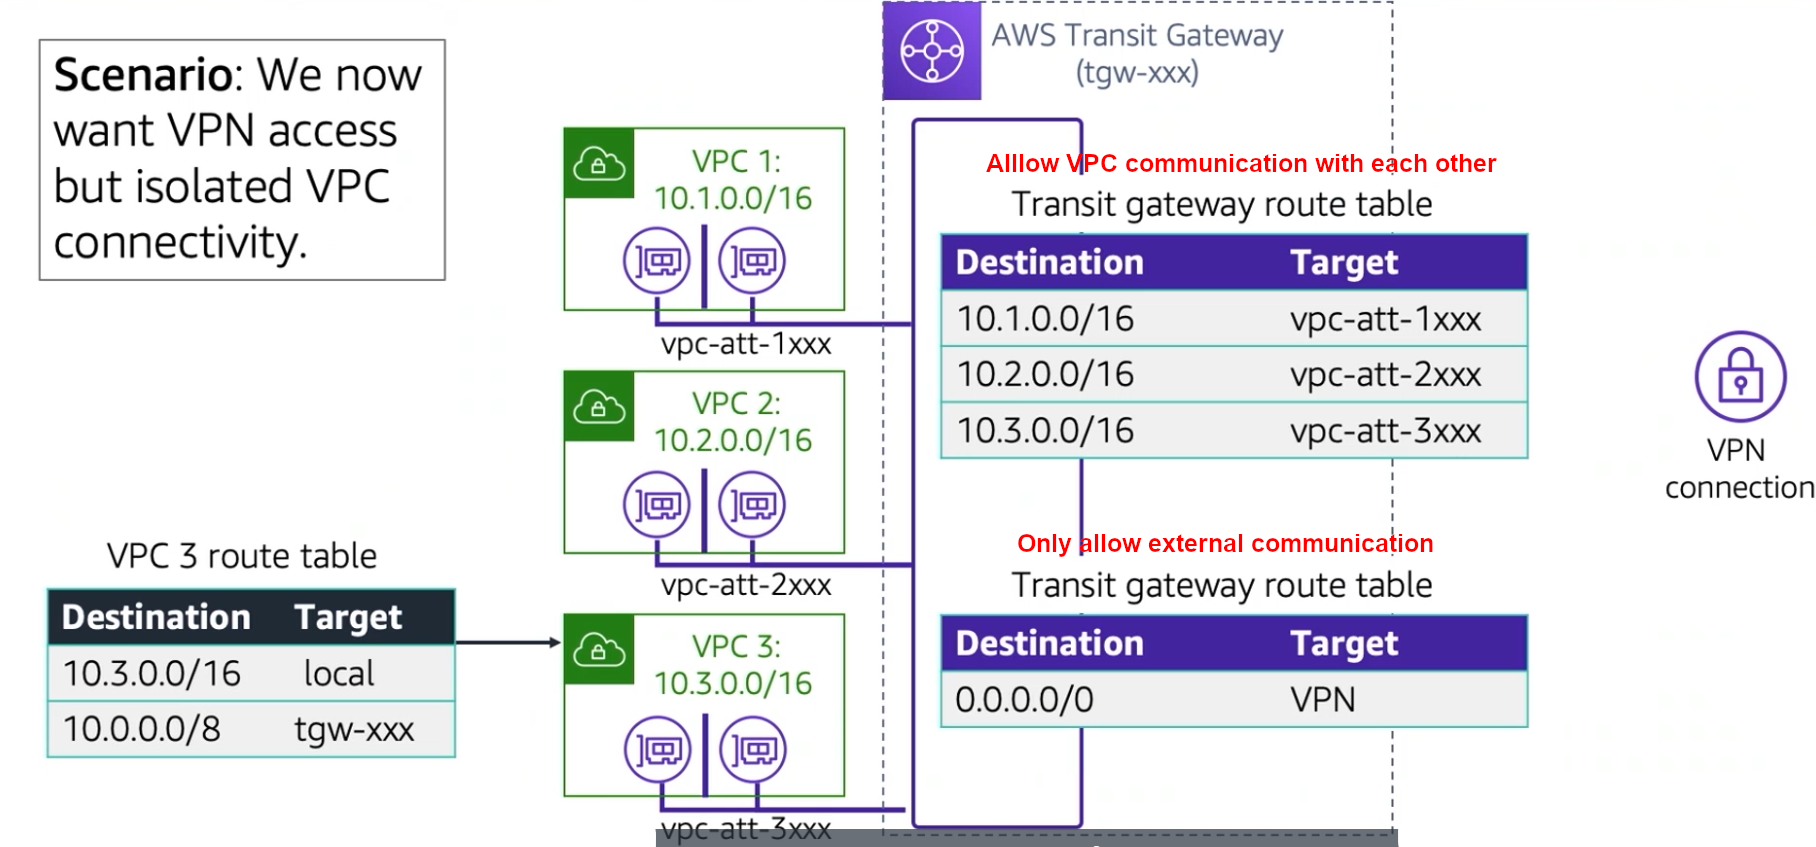 Scenario: We now
want VPN access
but isolated VPC
connectivity.
AWS Transit Gateway
(tgw-xxx)
VPC 1:
10.1.0.0/16
vpc-att-1xxx
VPC 2:
10.2.0.0/16
vpc-att-2xxx
VPC 3:
10.3.0.0/16
vpc-att-3xxx
VPC 3 route table
Destination Target
10.3.0.0/16 local
10.0.0.0/8 tgw-xxx
Alllow VPC communication with each other
Transit gateway route table
Destination Target
10.1.0.0/16 vpc-att-1xxx
10.2.0.0/16 vpc-att-2xxx
10.3.0.0/16 vpc-att-3xxx
Only allow external communication
Transit gateway route table
Destination Target
0.0.0.0/0 VPN
VPN
connection